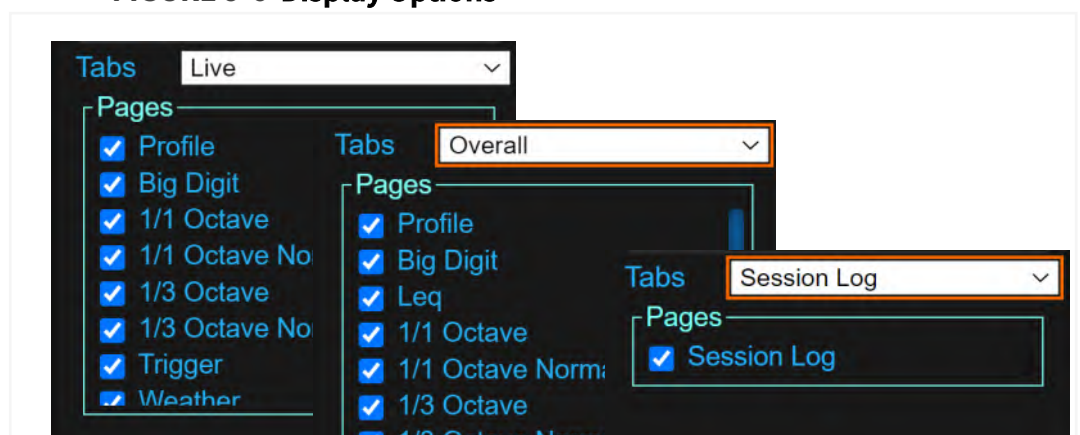 Display Options
Tabs Live
Pages
Profile
Big Digit
1/1 Octave
1/1 Octave No
1/3 Octave
1/3 Octave No
Trigger
Weather
Tabs Overall
Pages
Profile
Big Digit
Leq
1/1 Octave
1/1 Octave Norma
1/3 Octave
Tabs Session Log
Pages
Session Log